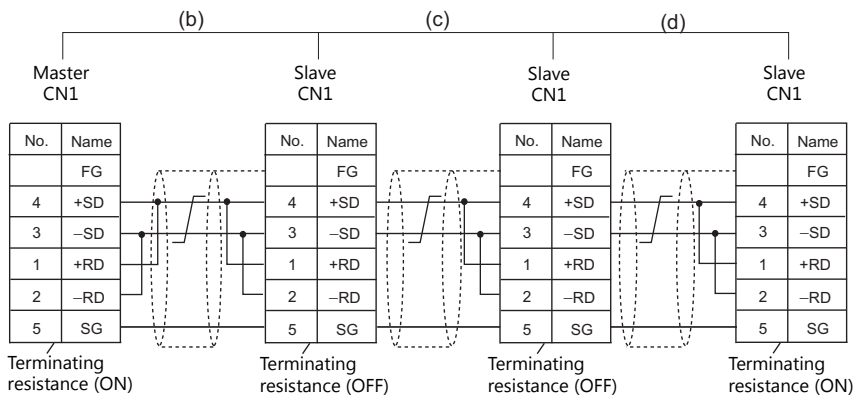 (b) (c) (d)
Master Slave Slave Slave
CN1 CN1 CN1 CN1
No. Name No. Name No. Name No. Name
FG FG FG FG
4 +SD 4 +SD 4 +SD 4 +SD
3 –SD 3 –SD 3 –SD 3 –SD
1 +RD 1 +RD 1 +RD 1 +RD
2 –RD 2 –RD 2 –RD 2 –RD
5 SG 5 SG 5 SG 5 SG
Terminating Terminating Terminating Terminating
resistance (ON) resistance (OFF) resistance (OFF) resistance (ON)